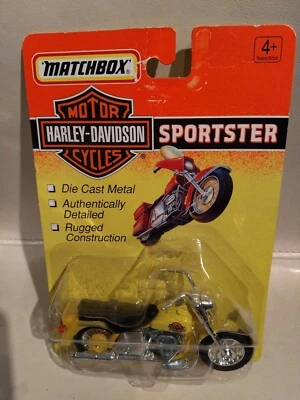 MATCHBOX
4+
MOTOR
HARLEY-DAVIDSON
CYCLES
SPORTSTER
Die Cast Metal
Authentically
Detailed
Rugged
Construction